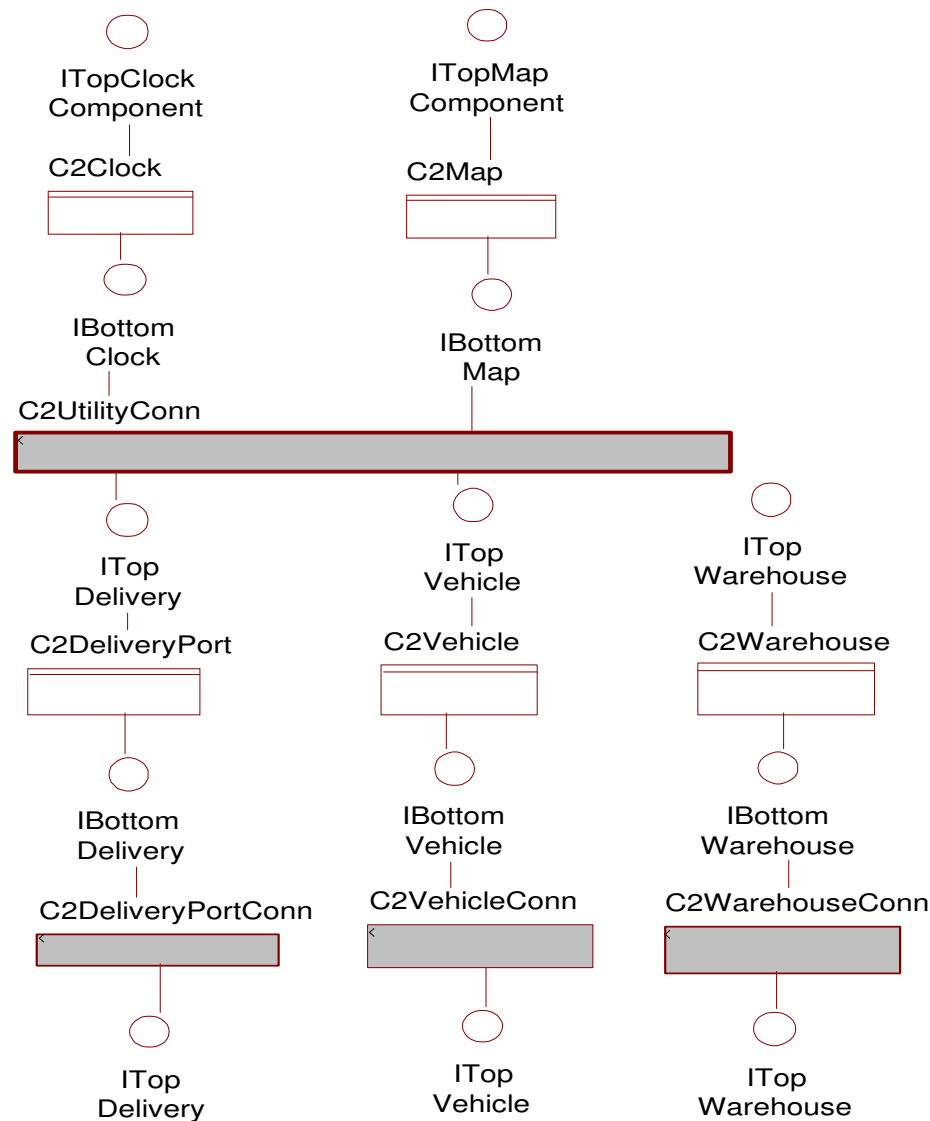 ITopClock
Component
ITopMap
Component
C2Clock
C2Map
IBottom
Clock
IBottom
Map
C2UtilityConn
ITop
Delivery
ITop
Vehicle
ITop
Warehouse
C2DeliveryPort
C2Vehicle
C2Warehouse
IBottom
Delivery
IBottom
Vehicle
IBottom
Warehouse
C2DeliveryPortConn
C2VehicleConn
C2WarehouseConn
ITop
Delivery
ITop
Vehicle
ITop
Warehouse